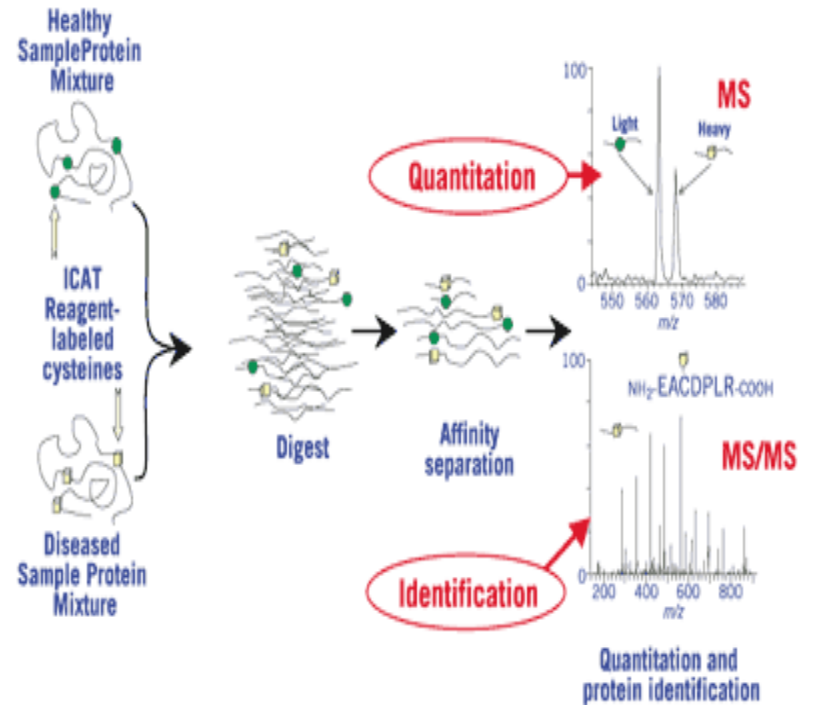 Healthy
SampleProtein
Mixture
ICAT
Reagent-
labeled
cysteines
Diseased
Sample Protein
Mixture
Digest
Affinity
separation
Quantitation
100
MS
Light
Heavy
0
550 560 570 580
m/z
100
NH2-EACDPLR-COOH
MS/MS
Identification
0
200 400 600 800
m/z
Quantitation and
protein identification